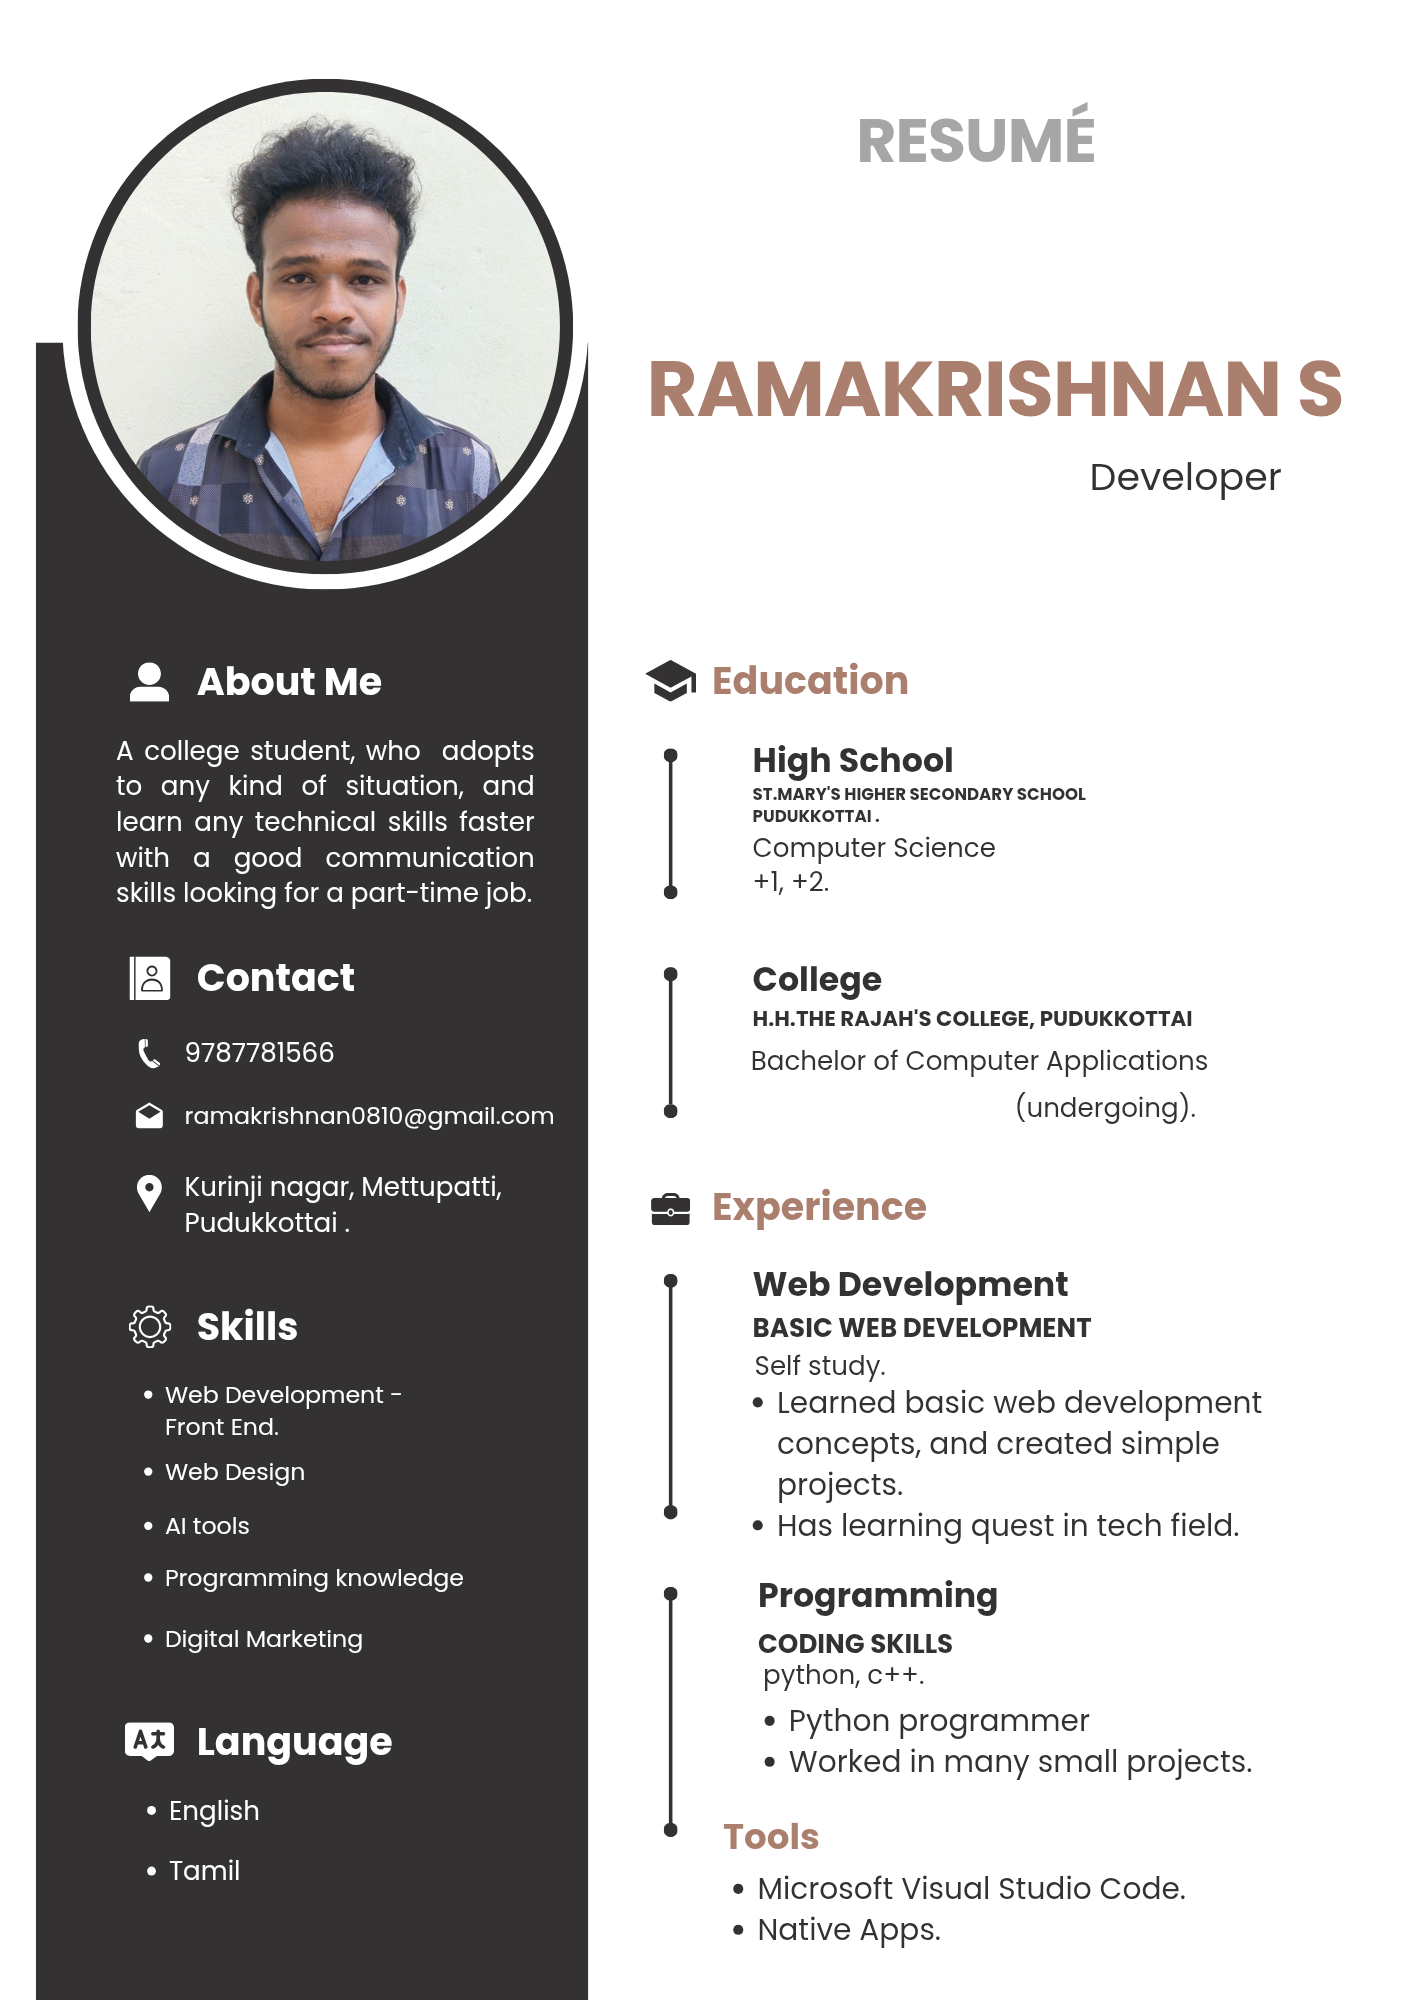 RESUMÉ
RAMAKRISHNAN S
Developer
About Me
A college student, who adopts
to any kind of situation, and
learn any technical skills faster
with a good communication
skills looking for a part-time job.
Contact
9787781566
ramakrishnan0810@gmail.com
Kurinji nagar, Mettupatti,
Pudukkottai .
Skills
• Web Development -
Front End.
• Web Design
• AI tools
• Programming knowledge
• Digital Marketing
Language
• English
• Tamil
Education
High School
ST.MARY'S HIGHER SECONDARY SCHOOL
PUDUKKOTTAI .
Computer Science
+1, +2.
College
H.H.THE RAJAH'S COLLEGE, PUDUKKOTTAI
Bachelor of Computer Applications
(undergoing).
Experience
Web Development
BASIC WEB DEVELOPMENT
Self study.
• Learned basic web development
concepts, and created simple
projects.
• Has learning quest in tech field.
Programming
CODING SKILLS
python, c++.
• Python programmer
• Worked in many small projects.
Tools
• Microsoft Visual Studio Code.
• Native Apps.